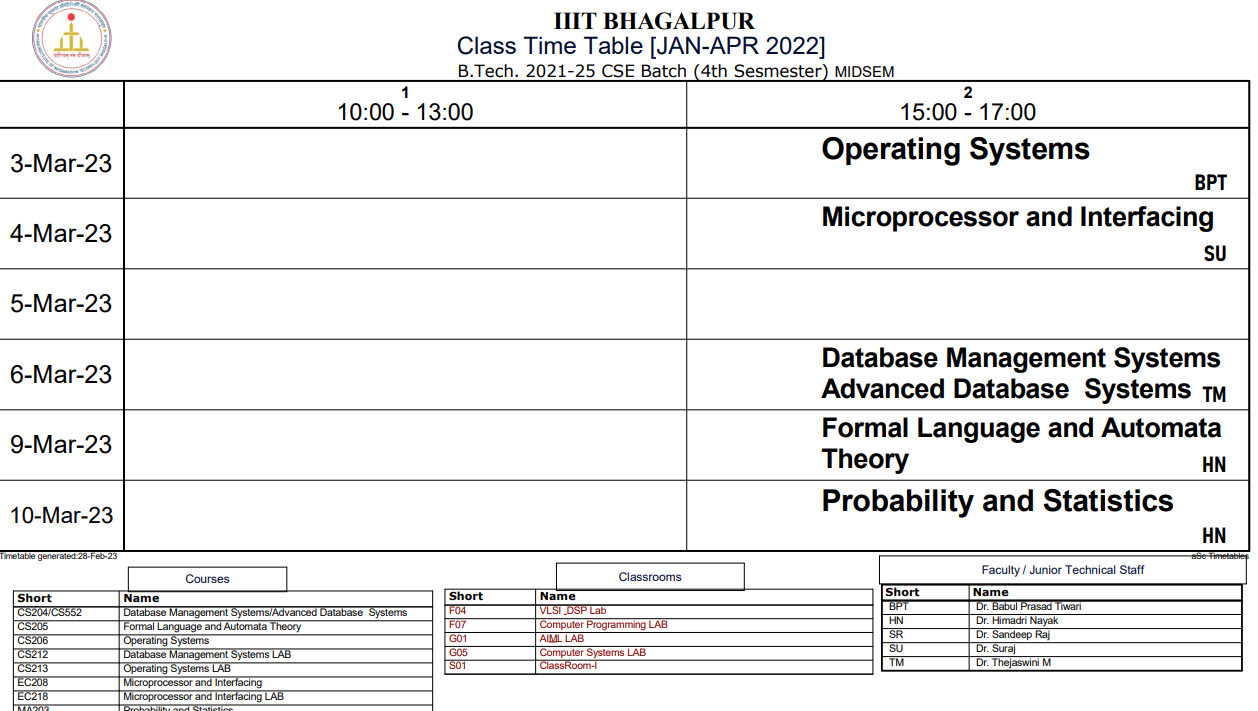 IIIT BHAGALPUR
Class Time Table [JAN-APR 2022]
B.Tech. 2021-25 CSE Batch (4th Sesmester) MIDSEM
1 2
10:00 - 13:00 15:00 - 17:00
3-Mar-23 Operating Systems
BPT
4-Mar-23 Microprocessor and Interfacing
SU
5-Mar-23
6-Mar-23 Database Management Systems
Advanced Database Systems TM
9-Mar-23 Formal Language and Automata
Theory HN
10-Mar-23 Probability and Statistics
HN
Timetable generated:28-Feb-23 aSc Timetables
Courses
Short Name
CS204/CS552 Database Management Systems/Advanced Database Systems
CS205 Formal Language and Automata Theory
CS206 Operating Systems
CS212 Database Management Systems LAB
CS213 Operating Systems LAB
EC208 Microprocessor and Interfacing
EC218 Microprocessor and Interfacing LAB
MA203 Probability and Statistics
Classrooms
Short Name
F04 VLSI_DSP Lab
F07 Computer Programming LAB
G01 AIML LAB
G05 Computer Systems LAB
S01 ClassRoom-I
Faculty / Junior Technical Staff
Short Name
BPT Dr. Babul Prasad Tiwari
HN Dr. Himadri Nayak
SR Dr. Sandeep Raj
SU Dr. Suraj
TM Dr. Thejaswini M